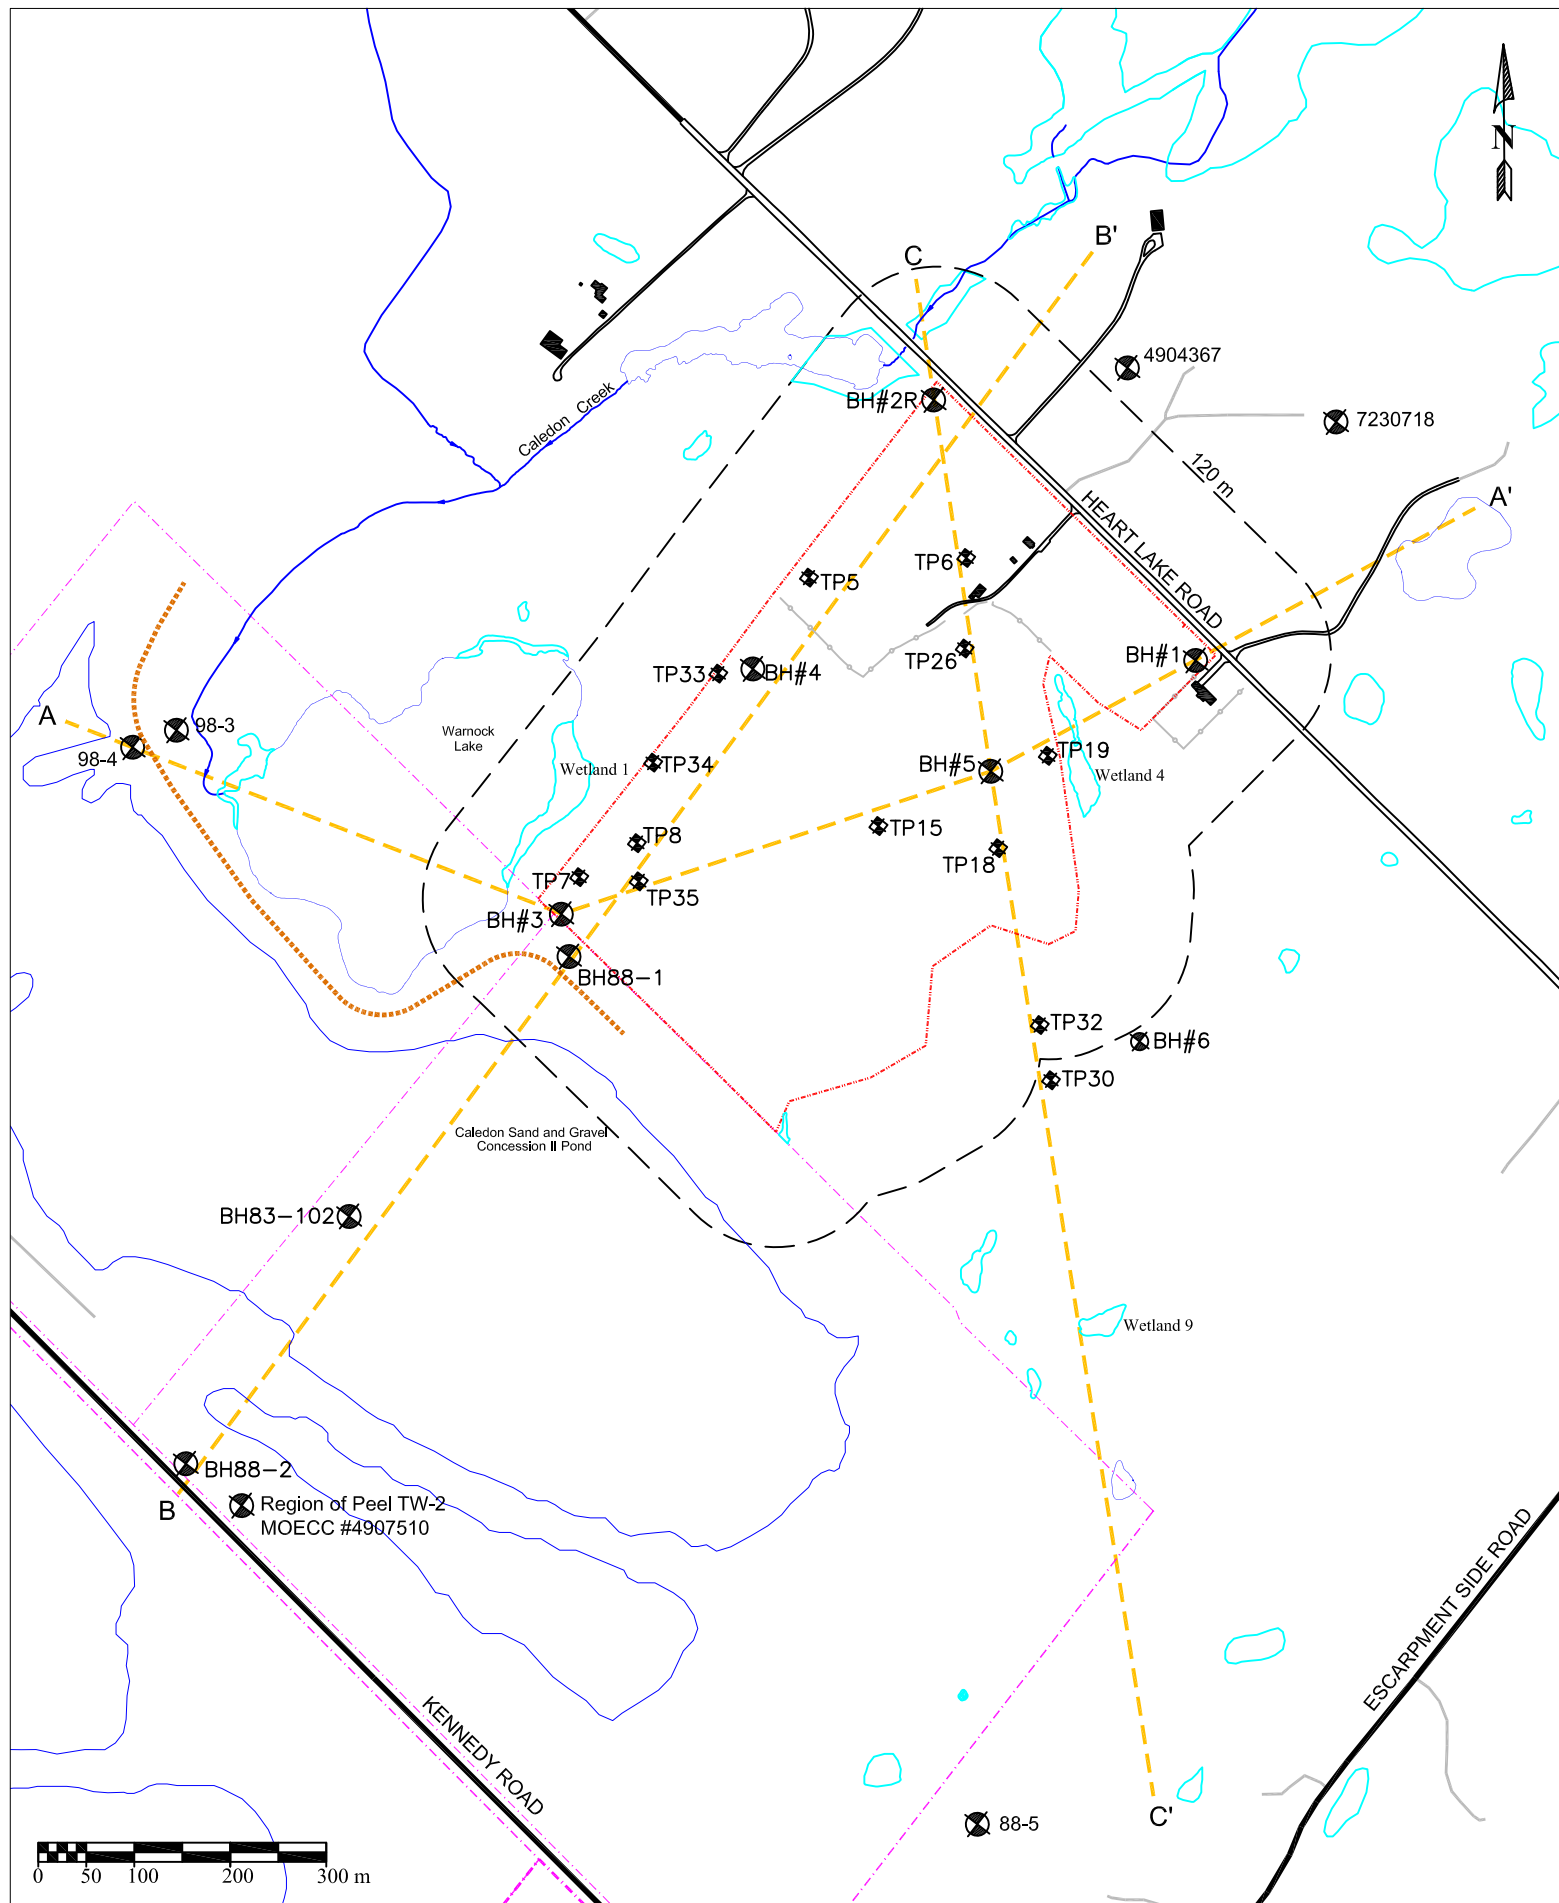 N
C
B'
4904367
BH#2R
7230718
Caledon Creek
120 m
A'
HEART LAKE ROAD
TP6
TP5
TP26
BH#1
TP33
BH#4
A
98-3
98-4
Warnock
Lake
Wetland 1
TP34
BH#5
TP19
Wetland 4
TP8
TP15
TP18
TP7
TP35
BH#3
BH88-1
TP32
BH#6
TP30
Caledon Sand and Gravel
Concession II Pond
BH83-102
Wetland 9
BH88-2
B
Region of Peel TW-2
MOECC #4907510
ESCARPMENT SIDE ROAD
KENNEDY ROAD
C'
88-5
0 50 100 200 300 m